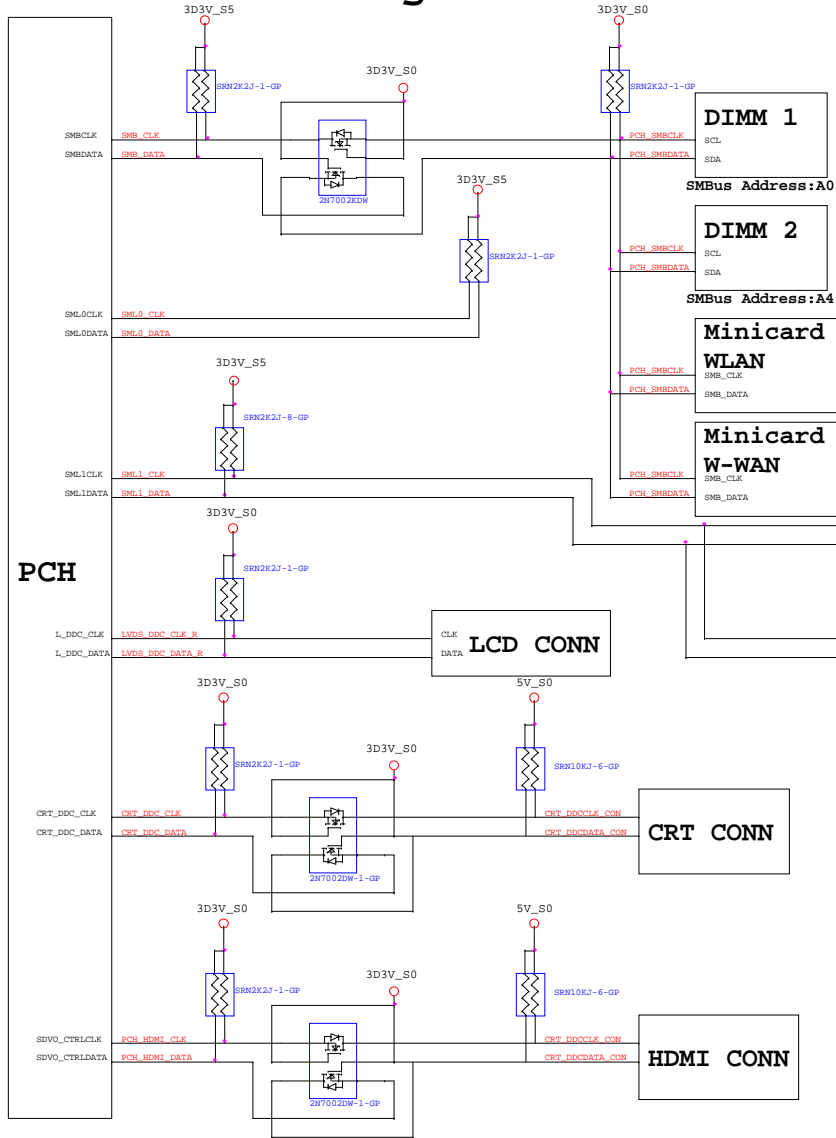 g
3D3V_S5
3D3V_S0
SRN2K2J-1-GP
3D3V_S0
SRN2K2J-1-GP
DIMM 1
SMBCLK
SMB_CLK
PCH_SMBCLK
SCL
SMBDATA
SMB_DATA
PCH_SMBDATA
SDA
2N7002KDW
SMBus Address:A0
3D3V_S5
DIMM 2
SRN2K2J-1-GP
PCH_SMBCLK
SCL
PCH_SMBDATA
SDA
SMBus Address:A4
SML0CLK
SML0_CLK
SML0DATA
SML0_DATA
Minicard
WLAN
PCH_SMBCLK
SMB_CLK
PCH_SMBDATA
SMB_DATA
3D3V_S5
SRN2K2J-8-GP
Minicard
W-WAN
SML1CLK
SML1_CLK
PCH_SMBCLK
SMB_CLK
SML1DATA
SML1_DATA
PCH_SMBDATA
SMB_DATA
3D3V_S0
PCH
SRN2K2J-1-GP
L_DDC_CLK
LVDS_DDC_CLK_R
CLK
L_DDC_DATA
LVDS_DDC_DATA_R
DATA
LCD CONN
3D3V_S0
5V_S0
3D3V_S0
SRN2K2J-1-GP
SRN10KJ-6-GP
CRT_DDC_CLK
CRT_DDC_CLK
CRT_DDCCLK_CON
CRT_DDC_DATA
CRT_DDC_DATA
CRT_DDCDATA_CON
CRT CONN
2N7002DW-1-GP
3D3V_S0
5V_S0
3D3V_S0
SRN2K2J-1-GP
SRN10KJ-6-GP
SDVO_CTRLCLK
PCH_HDMI_CLK
CRT_DDCCLK_CON
SDVO_CTRLDATA
PCH_HDMI_DATA
CRT_DDCDATA_CON
HDMI CONN
2N7002DW-1-GP